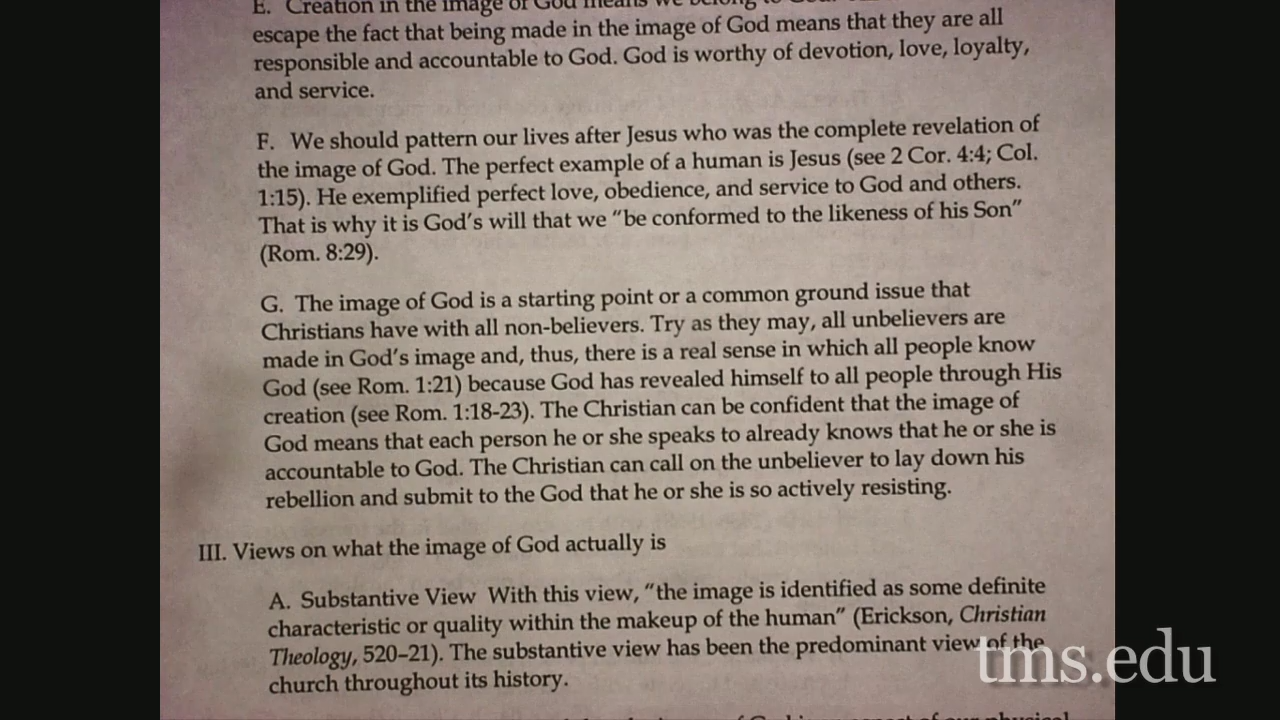 E. Creation in the image of God means we belong to God.
escape the fact that being made in the image of God means that they are all
responsible and accountable to God. God is worthy of devotion, love, loyalty,
and service.
F. We should pattern our lives after Jesus who was the complete revelation of
the image of God. The perfect example of a human is Jesus (see 2 Cor. 4:4; Col.
1:15). He exemplified perfect love, obedience, and service to God and others.
That is why it is God's will that we “be conformed to the likeness of his Son”
(Rom. 8:29).
G. The image of God is a starting point or a common ground issue that
Christians have with all non-believers. Try as they may, all unbelievers are
made in God's image and, thus, there is a real sense in which all people know
God (see Rom. 1:21) because God has revealed himself to all people through His
creation (see Rom. 1:18-23). The Christian can be confident that the image of
God means that each person he or she speaks to already knows that he or she is
accountable to God. The Christian can call on the unbeliever to lay down his
rebellion and submit to the God that he or she is so actively resisting.
III. Views on what the image of God actually is
A. Substantive View With this view, “the image is identified as some definite
characteristic or quality within the makeup of the human” (Erickson, Christian
Theology, 520–21). The substantive view has been the predominant view of the
church throughout its history.
tms.edu